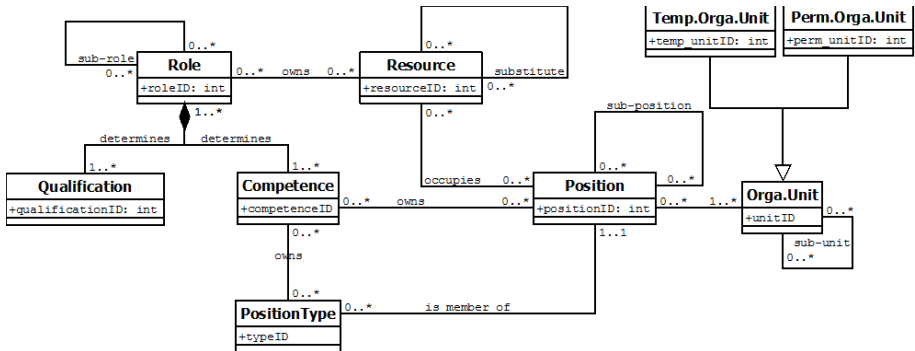 Temp.Orga.Unit
+temp_unitID: int
Perm.Orga.Unit
+perm_unitID: int
0..*
sub-role
0..*
Role
+roleID: int
0..*
owns
0..*
0..*
Resource
+resourceID: int
substitute
0..*
1..*
0..*
sub-position
determines
determines
1..*
1..*
0..*
Qualification
+qualificationID: int
Competence
+competenceID
0..*
owns
0..*
occupies
0..*
Position
+positionID: int
0..*
0..*
1..*
Orga.Unit
+unitID
0..*
sub-unit
0..*
0..*
owns
0..*
1..1
PositionType
+typeID
0..*
is member of